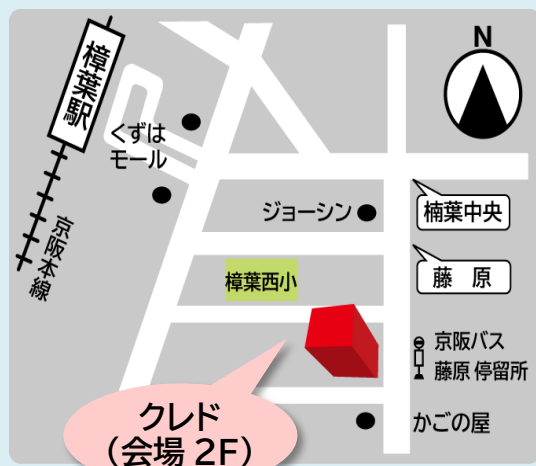 N
樟葉駅
くずは
モール
京阪本線
ジョーシン
楠葉中央
藤原
樟葉西小
京阪バス
藤原 停留所
クレド
(会場 2F)
かごの屋